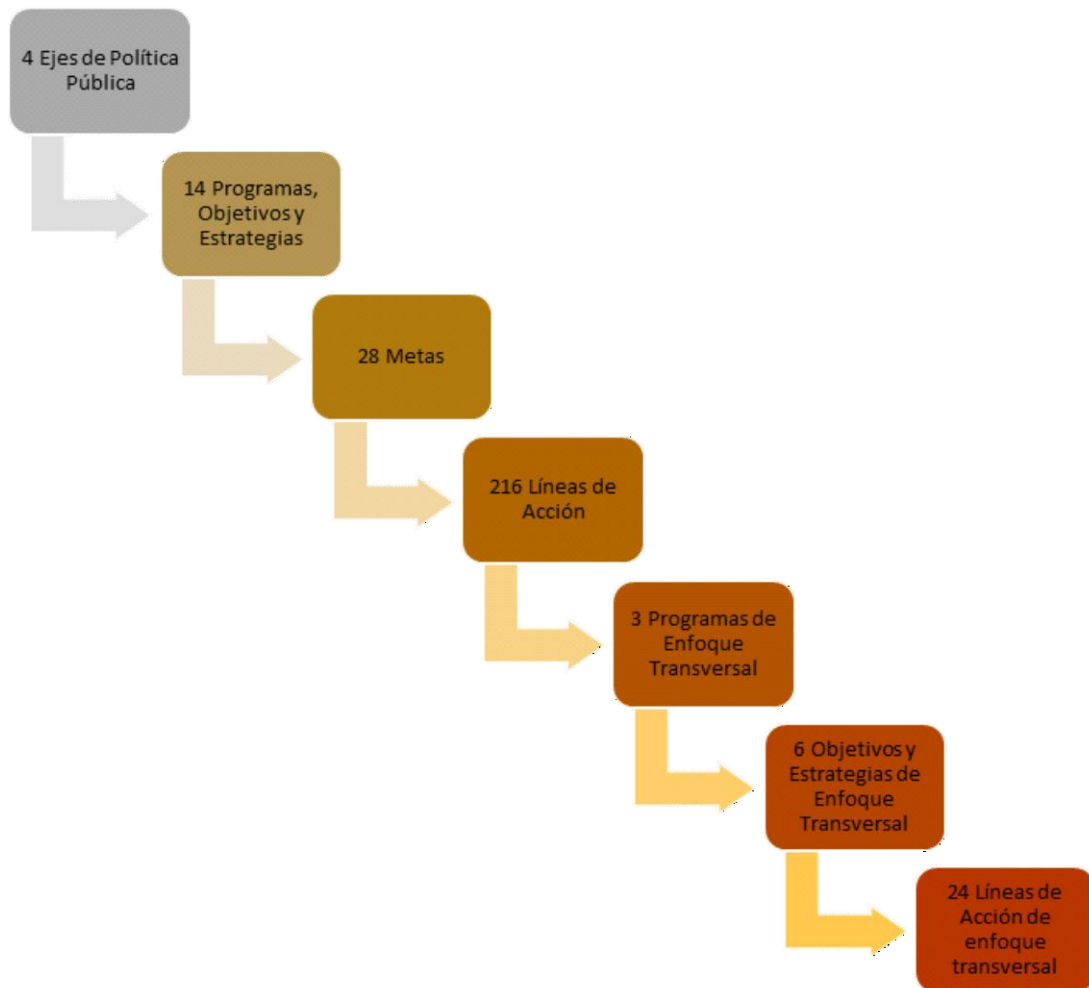 4 Ejes de Política
Pública
14 Programas,
Objetivos y
Estrategias
28 Metas
216 Líneas de
Acción
3 Programas de
Enfoque
Transversal
6 Objetivos y
Estrategias de
Enfoque
Transversal
24 Líneas de
Acción de
enfoque
transversal